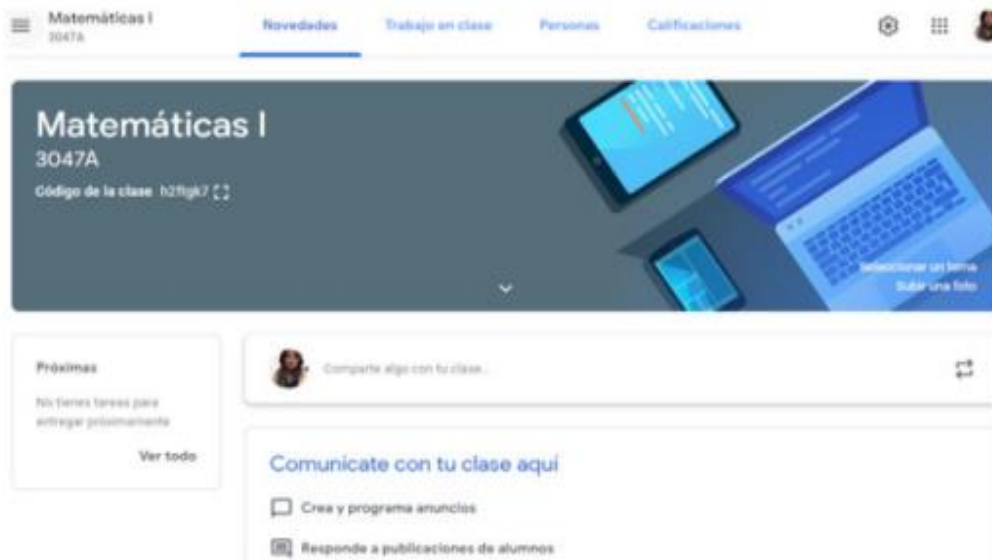 Matemáticas I
3047A
Novedades
Trabajo en clase
Personas
Calificaciones
Matemáticas I
3047A
Código de la clase
Seleccionar un tema
Subir una foto
Próximas
No tienes tareas para
entregar próximamente
Ver todo
Comparte algo con tu clase...
Comunícate con tu clase aquí
Crea y programa anuncios
Responde a publicaciones de alumnos